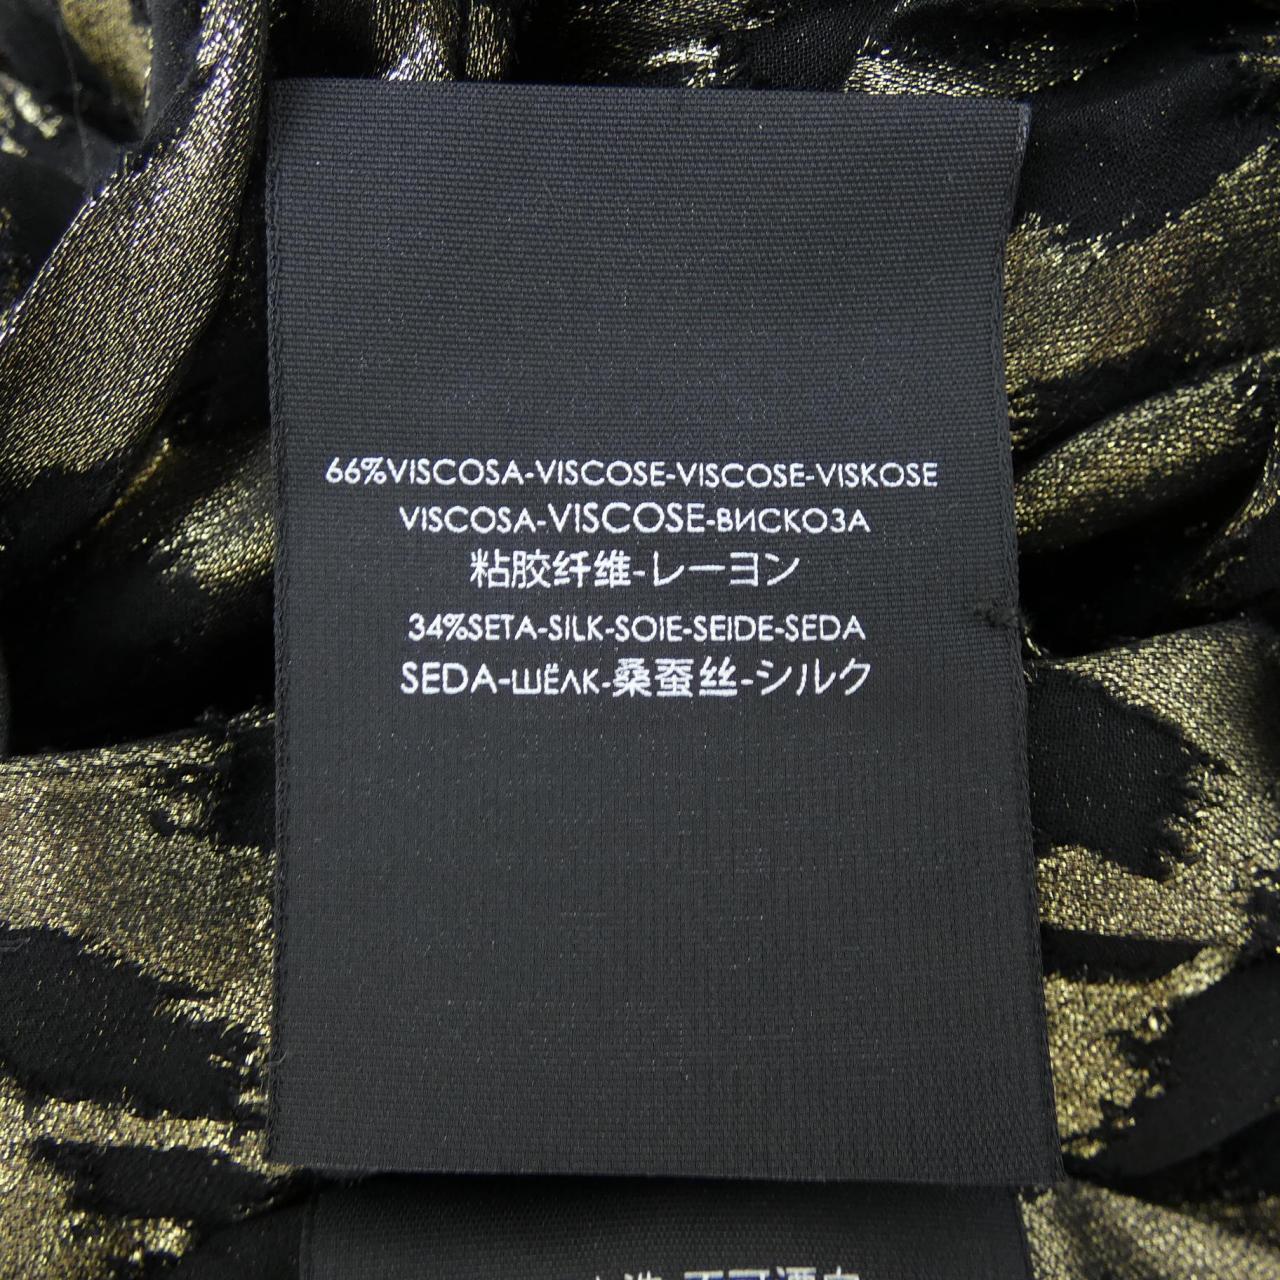 66%VISCOSA-VISCOSE-VISCOSE-VISKOSE
VISCOSA-VISCOSE-ВИСКОЗА
粘胶纤维-レーヨン
34%SETA-SILK-SOIE-SEIDE-SEDA
SEDA-ШЁЛК-桑蚕丝-シルク